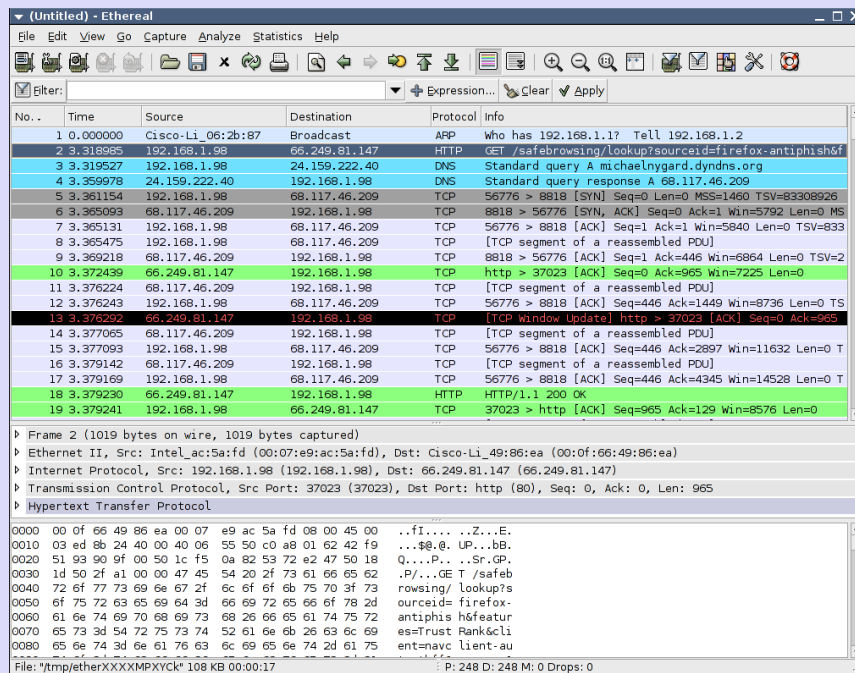 (Untitled) - Ethereal
File Edit View Go Capture Analyze Statistics Help
Filter: Expression... Clear Apply
No. . Time Source Destination Protocol Info
1 0.000000 Cisco-Li_06:2b:87 Broadcast ARP Who has 192.168.1.1? Tell 192.168.1.2
2 3.318985 192.168.1.98 66.249.81.147 HTTP GET /safebrowsing/lookup?sourceid=firefox-antiphish&f
3 3.319527 192.168.1.98 24.159.222.40 DNS Standard query A michaelnygard.dyndns.org
4 3.359978 24.159.222.40 192.168.1.98 DNS Standard query response A 68.117.46.209
5 3.361154 192.168.1.98 68.117.46.209 TCP 56776 > 8818 [SYN] Seq=0 Len=0 MSS=1460 TSV=83308926
6 3.365093 68.117.46.209 192.168.1.98 TCP 8818 > 56776 [SYN, ACK] Seq=0 Ack=1 Win=5792 Len=0 MS
7 3.365131 192.168.1.98 68.117.46.209 TCP 56776 > 8818 [ACK] Seq=1 Ack=1 Win=5840 Len=0 TSV=833
8 3.365475 192.168.1.98 68.117.46.209 TCP [TCP segment of a reassembled PDU]
9 3.369218 68.117.46.209 192.168.1.98 TCP 8818 > 56776 [ACK] Seq=1 Ack=446 Win=6864 Len=0 TSV=2
10 3.372439 66.249.81.147 192.168.1.98 TCP http > 37023 [ACK] Seq=0 Ack=965 Win=7225 Len=0
11 3.376224 68.117.46.209 192.168.1.98 TCP [TCP segment of a reassembled PDU]
12 3.376243 192.168.1.98 68.117.46.209 TCP 56776 > 8818 [ACK] Seq=446 Ack=1449 Win=8736 Len=0 TS
13 3.376292 66.249.81.147 192.168.1.98 TCP [TCP Window Update] http > 37023 [ACK] Seq=0 Ack=965
14 3.377065 68.117.46.209 192.168.1.98 TCP [TCP segment of a reassembled PDU]
15 3.377093 192.168.1.98 68.117.46.209 TCP 56776 > 8818 [ACK] Seq=446 Ack=2897 Win=11632 Len=0 T
16 3.379142 68.117.46.209 192.168.1.98 TCP [TCP segment of a reassembled PDU]
17 3.379169 192.168.1.98 68.117.46.209 TCP 56776 > 8818 [ACK] Seq=446 Ack=4345 Win=14528 Len=0 T
18 3.379230 66.249.81.147 192.168.1.98 HTTP HTTP/1.1 200 OK
19 3.379241 192.168.1.98 66.249.81.147 TCP 37023 > http [ACK] Seq=965 Ack=129 Win=8576 Len=0
Frame 2 (1019 bytes on wire, 1019 bytes captured)
Ethernet II, Src: Intel_ac:5a:fd (00:07:e9:ac:5a:fd), Dst: Cisco-Li_49:86:ea (00:0f:66:49:86:ea)
Internet Protocol, Src: 192.168.1.98 (192.168.1.98), Dst: 66.249.81.147 (66.249.81.147)
Transmission Control Protocol, Src Port: 37023 (37023), Dst Port: http (80), Seq: 0, Ack: 0, Len: 965
Hypertext Transfer Protocol
0000 00 0f 66 49 86 ea 00 07 e9 ac 5a fd 08 00 45 00 ..fI.... ..Z...E.
0010 03 ed 8b 24 40 00 40 06 55 50 c0 a8 01 62 42 f9 ...$@.@. UP...bB.
0020 51 93 90 9f 00 50 1c f5 0a 82 53 72 e2 47 50 18 Q....P.. ..Sr.GP.
0030 1d 50 2f a1 00 00 47 45 54 20 2f 73 61 66 65 62 .P/...GE T /safeb
0040 72 6f 77 73 69 6e 67 2f 6c 6f 6f 6b 75 70 3f 73 rowsing/ lookup?s
0050 6f 75 72 63 65 69 64 3d 66 69 72 65 66 6f 78 2d ourceid= firefox-
0060 61 6e 74 69 70 68 69 73 68 26 66 65 61 74 75 72 antiphis h&featur
0070 65 73 3d 54 72 75 73 74 52 61 6e 6b 26 63 6c 69 es=Trust Rank&cli
0080 65 6e 74 3d 6e 61 76 63 6c 69 65 6e 74 2d 61 75 ent=navc lient-au
File: "/tmp/etherXXXXMPXYCk" 108 KB 00:00:17 P: 248 D: 248 M: 0 Drops: 0